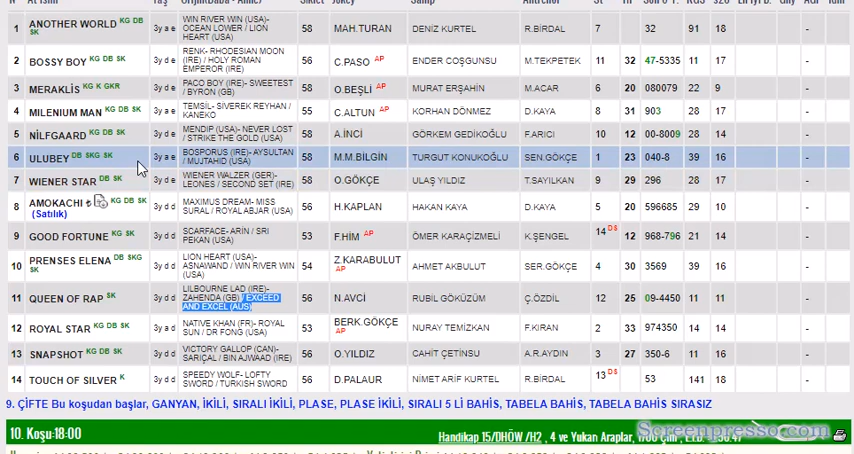 N At İsmi Yaş Orijin(Baba - Anne) Sıklet Jokey Sahip Antrenör St HP Son 6 Y. KGS s20 En İyi D. Gny AGF İdm
1 ANOTHER WORLD KG DB SK 3y a e WIN RIVER WIN (USA)- OCEAN LOWER / LION HEART (USA) 58 MAH.TURAN DENİZ KURTEL R.BİRDAL 7 32 91 18 -
2 BOSSY BOY KG DB SK 3y d e RENK- RHODESIAN MOON (IRE) / HOLY ROMAN EMPEROR (IRE) 56 C.PASO AP ENDER COŞGUNSU M.TEKPETEK 11 32 47-5335 11 17 -
3 MERAKLİS KG K GKR 3y d e PACO BOY (IRE)- SWEETEST / BYRON (GB) 58 O.BEŞLİ AP MURAT ERŞAHİN M.ACAR 6 20 080079 22 9 -
4 MILENIUM MAN KG DB SK 3y d e TEMSİL- SİVEREK REYHAN / KANEKO 55 C.ALTUN AP KORHAN DÖNMEZ D.KAYA 8 31 903 28 17 -
5 NİLFGAARD KG DB SK 3y a e MENDIP (USA)- NEVER LOST / STRIKE THE GOLD (USA) 58 A.İNCİ GÖRKEM GEDİKOĞLU F.ARICI 10 12 00-8009 28 14 -
6 ULUBEY DB SKG SK 3y a e BOSPORUS (IRE)- AYSULTAN / MUJTAHID (USA) 58 M.M.BİLGİN TURGUT KONUKOĞLU SEN.GÖKÇE 1 23 040-8 39 16 -
7 WIENER STAR DB SK 3y a e WIENER WALZER (GER)- LEONES / SECOND SET (IRE) 58 O.GÖKÇE ULAŞ YILDIZ T.SAYILKAN 9 29 296 28 17 -
8 AMOKACHI ₺ KG DB SK (Satılık) 3y d d MAXIMUS DREAM- MISS SURAL / ROYAL ABJAR (USA) 56 H.KAPLAN HAKAN KAYA D.KAYA 5 20 596685 29 10 -
9 GOOD FORTUNE KG SK 3y d d SCARFACE- ARİN / SRI PEKAN (USA) 53 F.HİM AP ÖMER KARAÇİZMELİ K.ŞENGEL 14 DS 12 968-796 21 14 -
10 PRENSES ELENA DB SKG SK 3y d d LION HEART (USA)- ASNAWAND / WIN RIVER WIN (USA) 54 Z.KARABULUT AP AHMET AKBULUT SER.GÖKÇE 4 30 3569 39 16 -
11 QUEEN OF RAP SK 3y d d LILBOURNE LAD (IRE)- ZAHENDA (GB) / EXCEED AND EXCEL (AUS) 56 N.AVCİ RUBİL GÖKÜZÜM Ç.ÖZDİL 12 25 09-4450 11 11 -
12 ROYAL STAR KG DB SK 3y a d NATIVE KHAN (FR)- ROYAL SUN / DR FONG (USA) 53 BERK.GÖKÇE AP NURAY TEMİZKAN F.KIRAN 2 33 974350 14 14 -
13 SNAPSHOT KG DB SK 3y d d VICTORY GALLOP (CAN)- SARIÇAL / BIN AJWAAD (IRE) 56 O.YILDIZ CAHİT ÇETİNSU A.R.AYDIN 3 27 350-6 11 16 -
14 TOUCH OF SILVER K 3y d d SPEEDY WOLF- LOFTY SWORD / TURKISH SWORD 56 D.PALAUR NİMET ARİF KURTEL R.BİRDAL 13 DS 53 141 18 -
9. ÇİFTE Bu koşudan başlar, GANYAN, İKİLİ, SIRALI İKİLİ, PLASE, PLASE İKİLİ, SIRALI 5 Lİ BAHİS, TABELA BAHİS, TABELA BAHİS SIRASIZ
10. Koşu:18:00 Handikap 15/DHÖW /H2 , 4 ve Yukarı Araplar,
Screenpresso.com